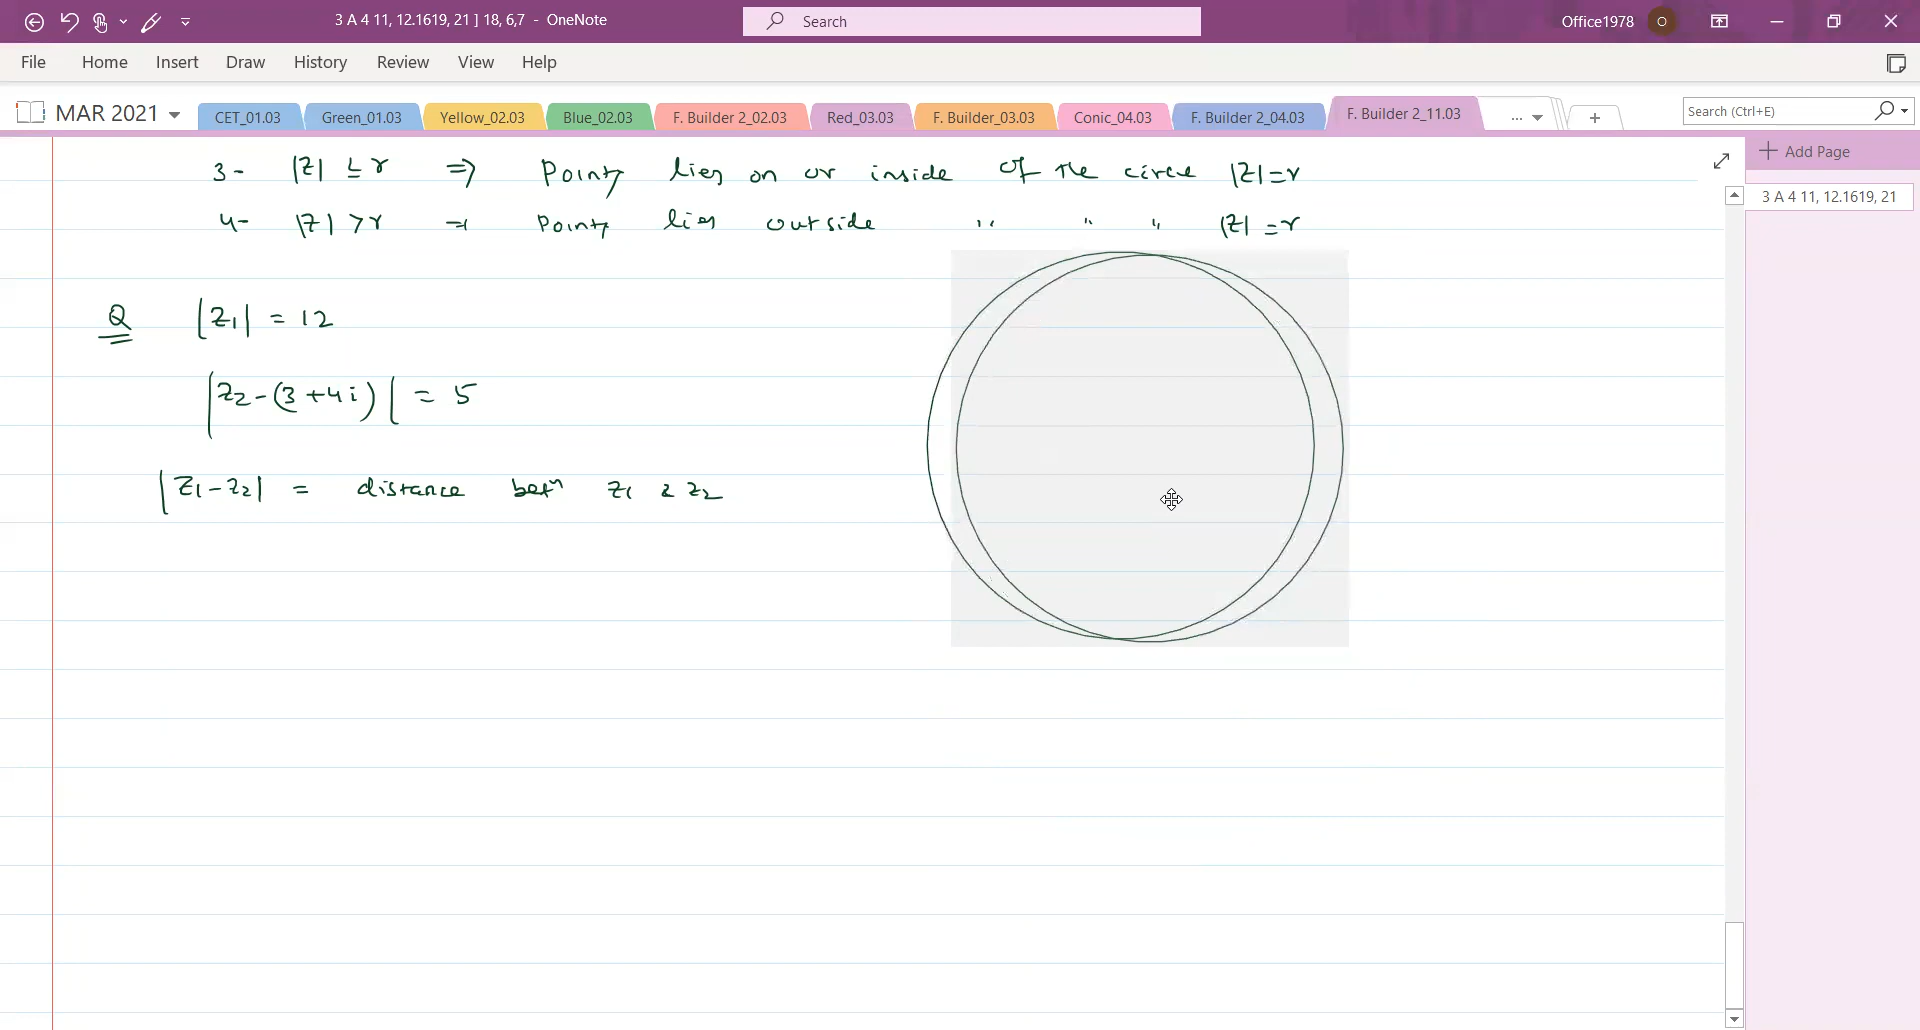 3 A 4 11, 12.1619, 21 ] 18, 6,7 - OneNote
Search
Office1978
O
File Home Insert Draw History Review View Help
MAR 2021
CET_01.03 Green_01.03 Yellow_02.03 Blue_02.03 F. Builder 2_02.03 Red_03.03 F. Builder_03.03 Conic_04.03 F. Builder 2_04.03 F. Builder 2_11.03 ... +
Search (Ctrl+E)
Add Page
3 A 4 11, 12.1619, 21
3- |z| ≤ r ⇒ Points lies on or inside of the circle |z|=r
4- |z| > r ⇒ Points lies outside " " " |z| = r
Q |z1| = 12
|z2-(3+4i)| = 5
|z1-z2| = distance betn z1 & z2